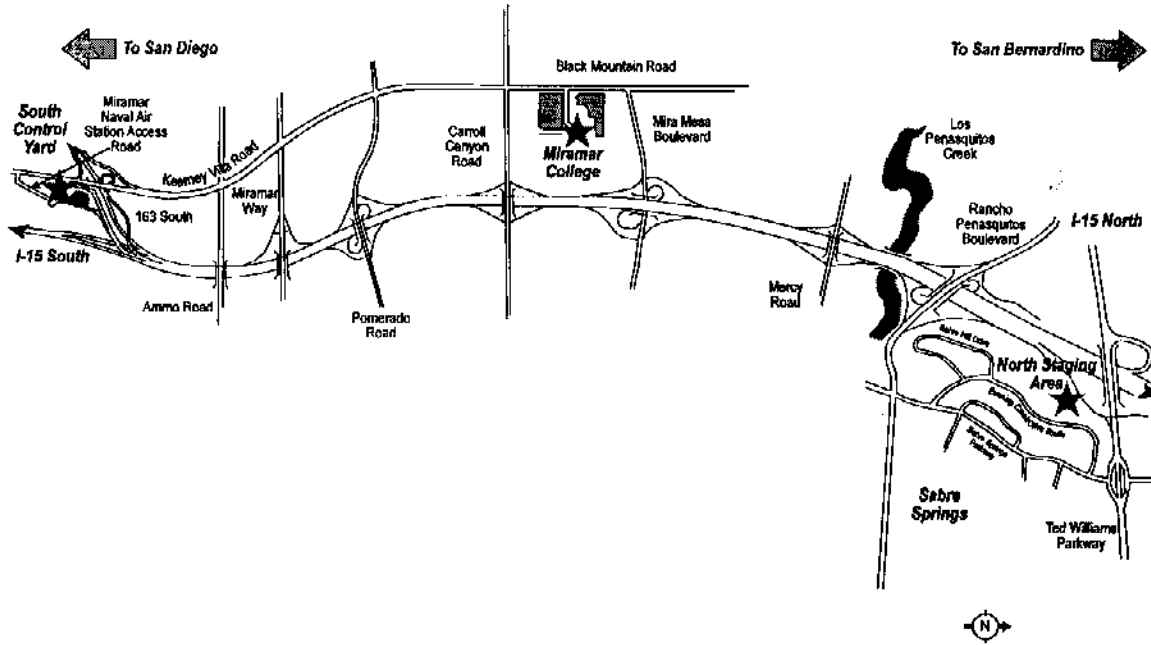 To San Diego
To San Bernardino
Black Mountain Road
South
Control
Yard
Miramar
Naval Air
Station Access
Road
Kearney Villa Road
Miramar
Way
163 South
I-15 South
Ammo Road
Pomerado
Road
Carroll
Canyon
Road
Miramar
College
Mira Mesa
Boulevard
Los
Penasquitos
Creek
Rancho
Penasquitos
Boulevard
I-15 North
Mercy
Road
North Staging
Area
Springs
Parkway
Sabre
Springs
Ted Williams
Parkway
N